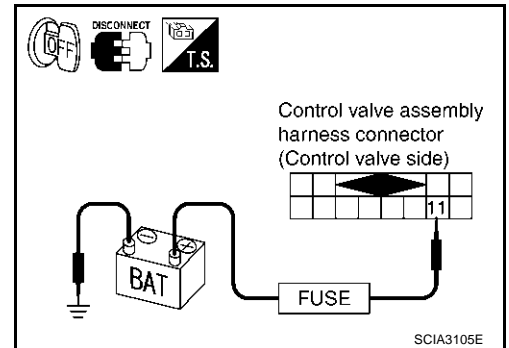 OFF
DISCONNECT
T.S.
Control valve assembly
harness connector
(Control valve side)
11
BAT
FUSE
SCIA3105E